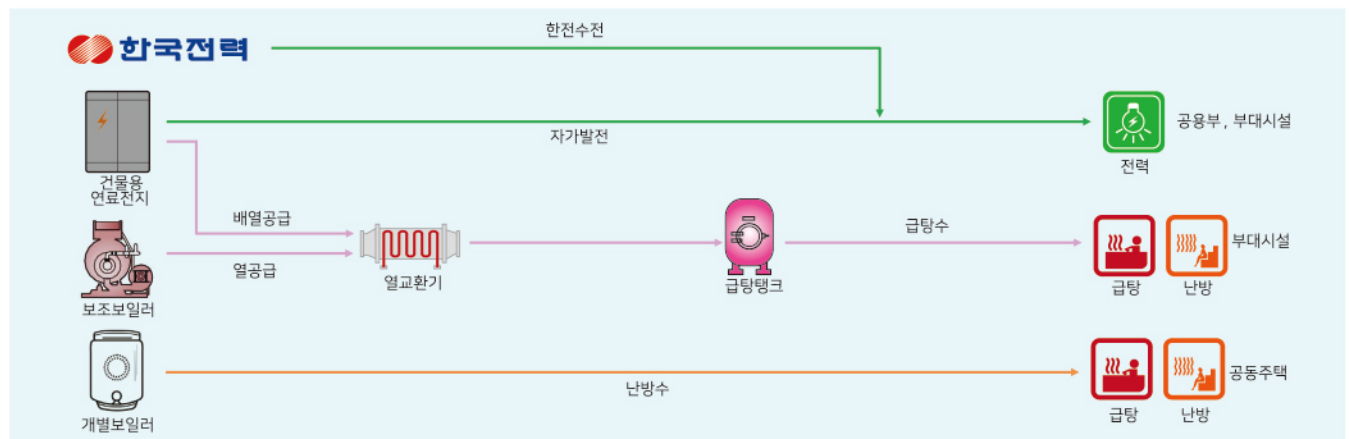 한국전력
한전수전
자가발전
공용부, 부대시설
전력
건물용
연료전지
배열공급
열공급
열교환기
급탕탱크
급탕수
부대시설
급탕
난방
보조보일러
난방수
공동주택
급탕
난방
개별보일러